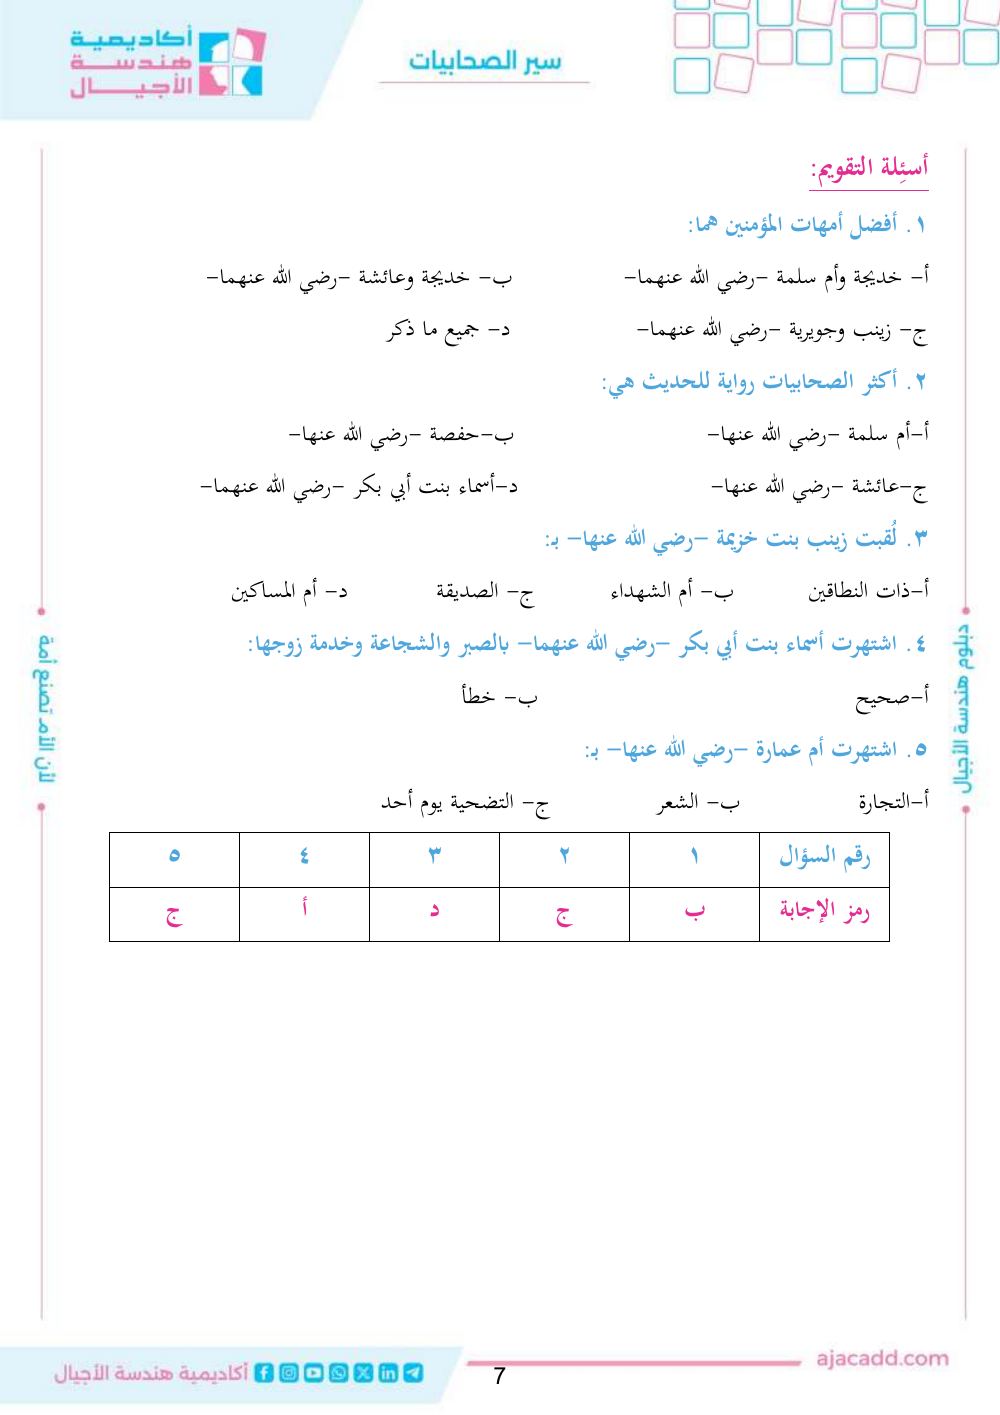 أكاديمية
هندسة
الأجيال
سير الصحابيات
أسئِلة التقويم:
١. أفضل أمهات المؤمنين هما:
أ- خديجة وأم سلمة -رضي الله عنهما- ب- خديجة وعائشة -رضي الله عنهما-
ج- زينب وجويرية -رضي الله عنهما- د- جميع ما ذكر
٢. أكثر الصحابيات رواية للحديث هي:
أ-أم سلمة -رضي الله عنها- ب-حفصة -رضي الله عنها-
ج-عائشة -رضي الله عنها- د-أسماء بنت أبي بكر -رضي الله عنهما-
٣. لُقبت زينب بنت خزيمة -رضي الله عنها- بـ:
أ-ذات النطاقين ب- أم الشهداء ج- الصديقة د- أم المساكين
٤. اشتهرت أسماء بنت أبي بكر -رضي الله عنهما- بالصبر والشجاعة وخدمة زوجها:
أ-صحيح ب- خطأ
٥. اشتهرت أم عمارة -رضي الله عنها- بـ:
أ-التجارة ب- الشعر ج- التضحية يوم أحد
رقم السؤال ١ ٢ ٣ ٤ ٥
رمز الإجابة ب ج د أ ج
دبلوم هندسة الأجيال
لأن الأم تصنع أمة
ajacadd.com
7
أكاديمية هندسة الأجيال